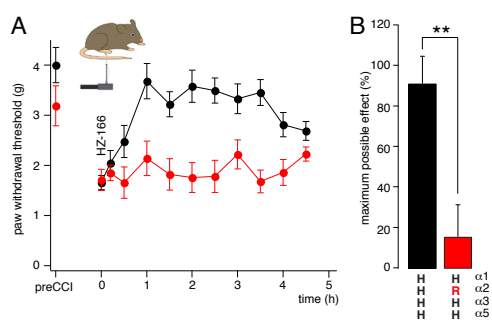 A
paw withdrawal threshold (g)
4
3
2
1
0
HZ-166
preCCI
0 1 2 3 4 5
time (h)
B
maximum possible effect (%)
120
100
80
60
40
20
0
**
H H α1
H R α2
H H α3
H H α5